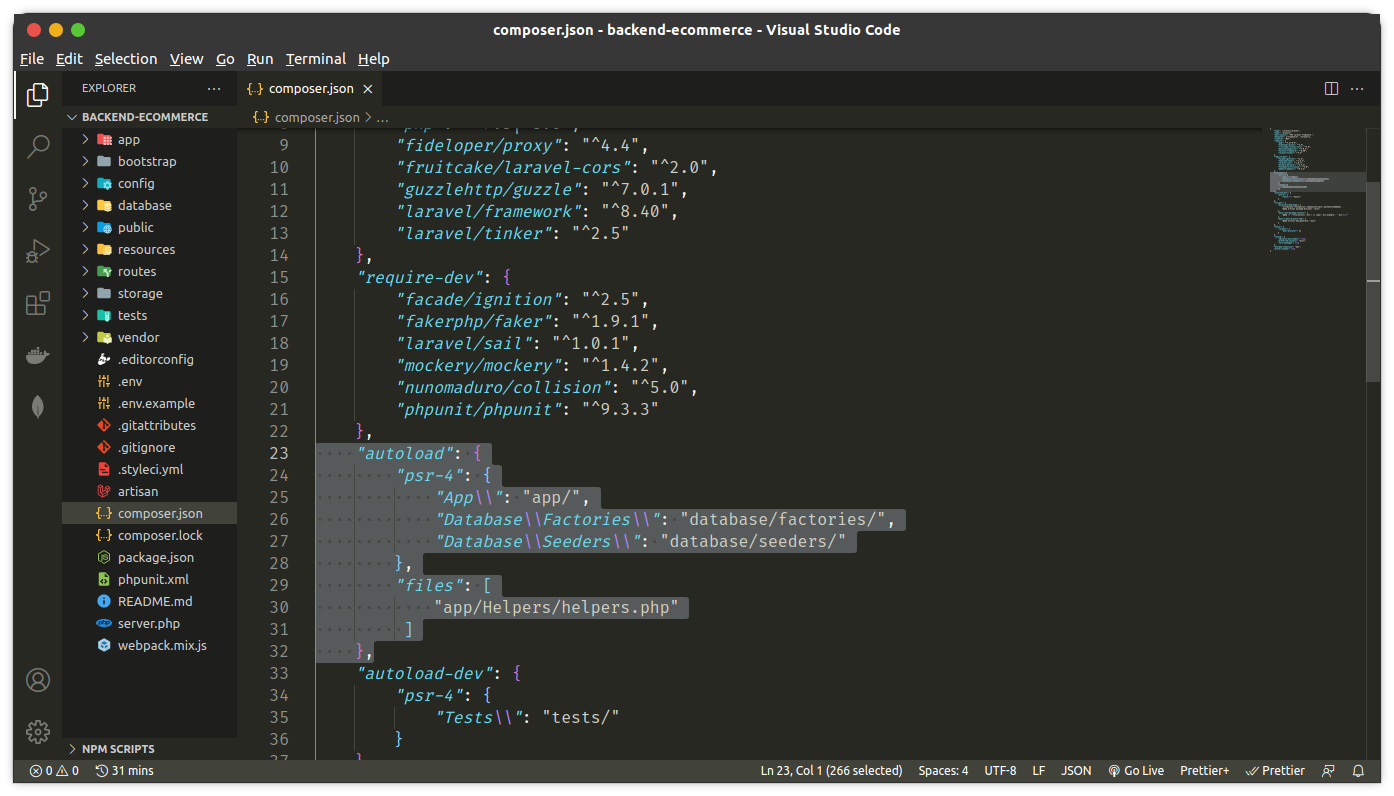 composer.json - backend-ecommerce - Visual Studio Code
File Edit Selection View Go Run Terminal Help
EXPLORER
BACKEND-ECOMMERCE
app
bootstrap
config
database
public
resources
routes
storage
tests
vendor
.editorconfig
.env
.env.example
.gitattributes
.gitignore
.styleci.yml
artisan
composer.json
composer.lock
package.json
phpunit.xml
README.md
server.php
webpack.mix.js
NPM SCRIPTS
{..} composer.json ×
{..} composer.json > ...
9 "fideloper/proxy": "^4.4",
10 "fruitcake/laravel-cors": "^2.0",
11 "guzzlehttp/guzzle": "^7.0.1",
12 "laravel/framework": "^8.40",
13 "laravel/tinker": "^2.5"
14 },
15 "require-dev": {
16 "facade/ignition": "^2.5",
17 "fakerphp/faker": "^1.9.1",
18 "laravel/sail": "^1.0.1",
19 "mockery/mockery": "^1.4.2",
20 "nunomaduro/collision": "^5.0",
21 "phpunit/phpunit": "^9.3.3"
22 },
23 "autoload": {
24 "psr-4": {
25 "App\\": "app/",
26 "Database\\Factories\\": "database/factories/",
27 "Database\\Seeders\\": "database/seeders/"
28 },
29 "files": [
30 "app/Helpers/helpers.php"
31 ]
32 },
33 "autoload-dev": {
34 "psr-4": {
35 "Tests\\": "tests/"
36 }
0 0 31 mins Ln 23, Col 1 (266 selected) Spaces: 4 UTF-8 LF JSON Go Live Prettier+ Prettier